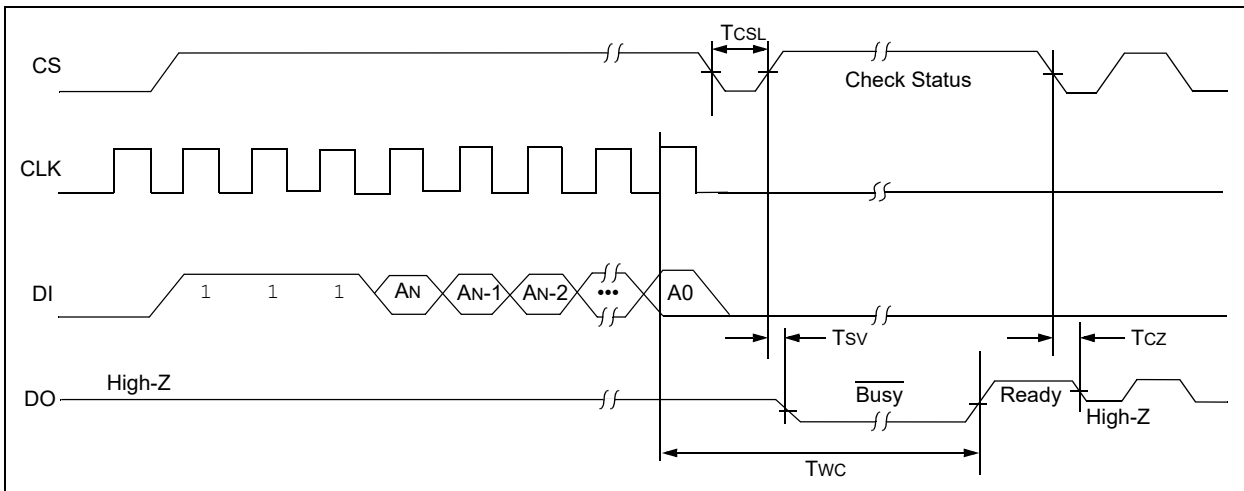 TCSL
CS
Check Status
CLK
DI
1 1 1 AN AN-1 AN-2 ••• A0
TSV
TCZ
High-Z
DO
Busy
Ready
High-Z
TWC